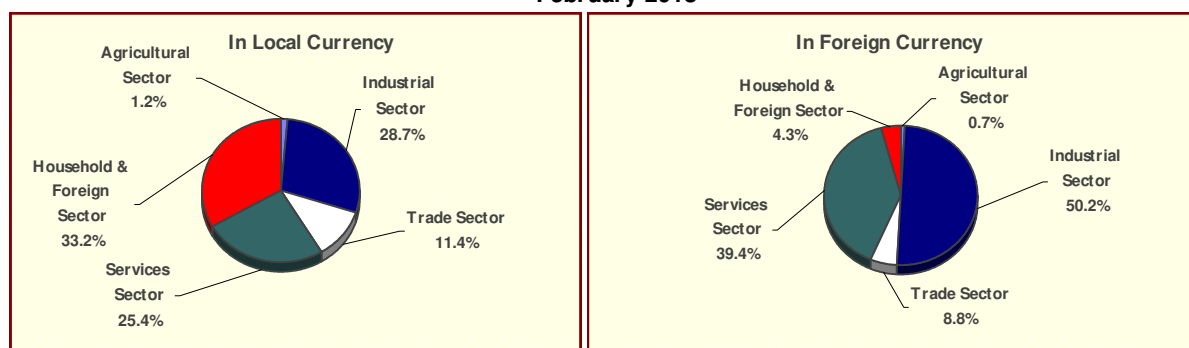 In Local Currency
Agricultural
Sector
1.2%
Industrial
Sector
28.7%
Household &
Foreign
Sector
33.2%
Trade Sector
11.4%
Services
Sector
25.4%
In Foreign Currency
Household &
Foreign Sector
4.3%
Agricultural
Sector
0.7%
Industrial
Sector
50.2%
Services
Sector
39.4%
Trade Sector
8.8%